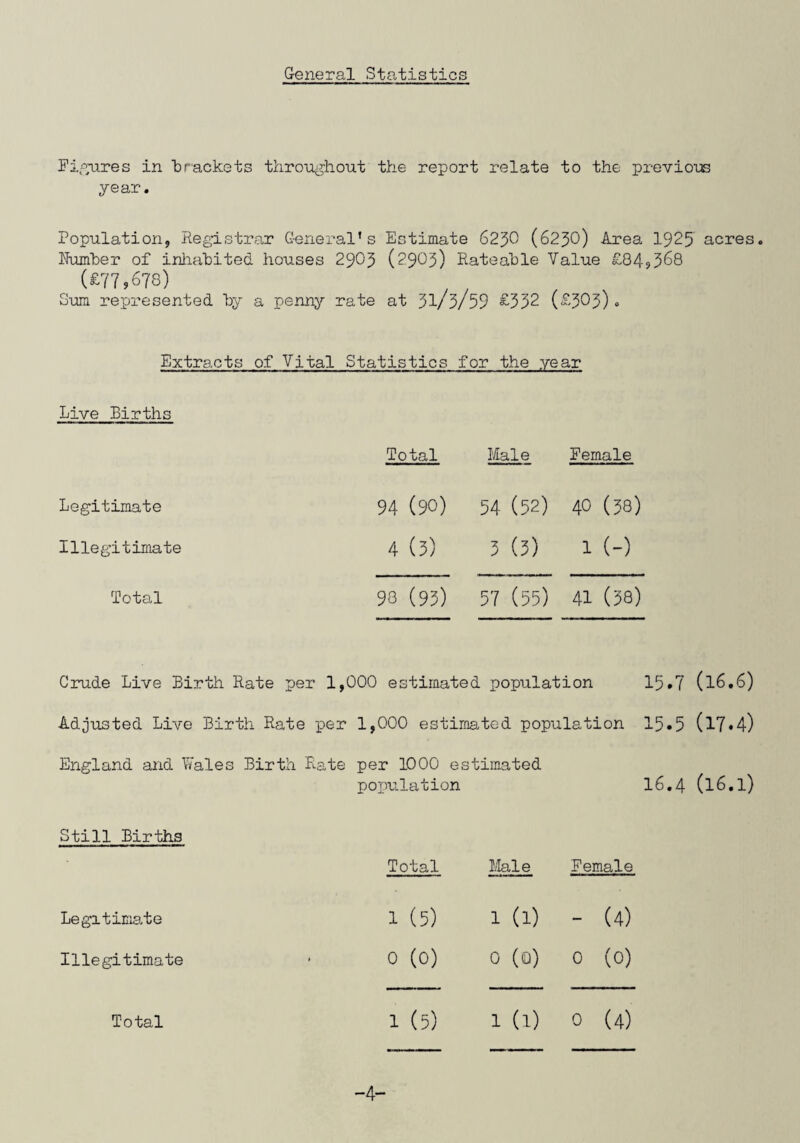 General Statistics
Figures in brackets throughout the report relate to the previous
year.
Population, Registrar General's Estimate 6230 (6230) Area 1925 acres.
Number of inhabited houses 2903 (2903) Rateable Value £84,368
(£77,678)
Sum represented by a penny rate at 31/3/59 £332 (£303).
Extracts of Vital Statistics for the year
Live Births
Total Male Female
Legitimate 94 (90) 54 (52) 40 (38)
Illegitimate 4 (3) 3 (3) 1 (-)
Total 98 (93) 57 (55) 41 (38)
Crude Live Birth Rate per 1,000 estimated population 15.7 (16.6)
Adjusted Live Birth Rate per 1,000 estimated population 15.5 (17.4)
England and Wales Birth Rate per 1000 estimated
population 16.4 (16.1)
Still Births
Total Male Female
Legitimate 1 (5) 1 (1) - (4)
Illegitimate 0 (0) 0 (0) 0 (0)
Total 1 (5) 1 (1) 0 (4)
-4-